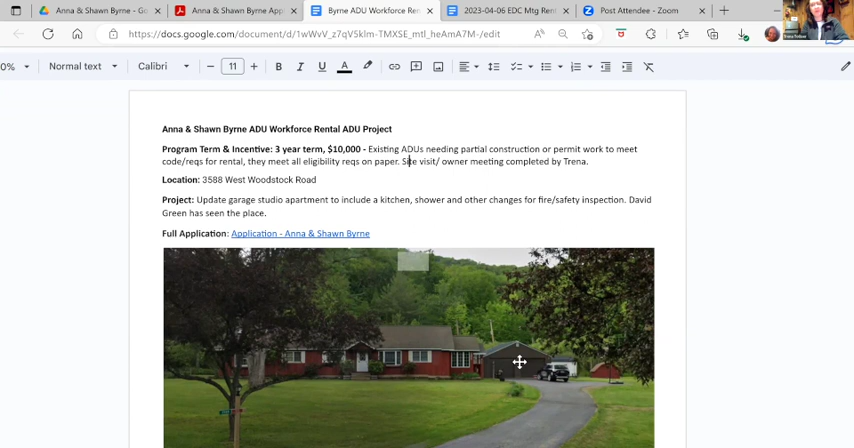 Anna & Shawn Byrne - Go
Anna & Shawn Byrne App
Byrne ADU Workforce Ren
2023-04-06 EDC Mtg Ren
Post Attendee - Zoom
https://docs.google.com/document/d/1wWvV_z7qV5klm-TMXSE_mtl_heAmA7M-/edit
0%
Normal text
Calibri
11
B I U A
Anna & Shawn Byrne ADU Workforce Rental ADU Project
Program Term & Incentive: 3 year term, $10,000 - Existing ADUs needing partial construction or permit work to meet
code/reqs for rental, they meet all eligibility reqs on paper. Site visit/ owner meeting completed by Trena.
Location: 3588 West Woodstock Road
Project: Update garage studio apartment to include a kitchen, shower and other changes for fire/safety inspection. David
Green has seen the place.
Full Application: Application - Anna & Shawn Byrne